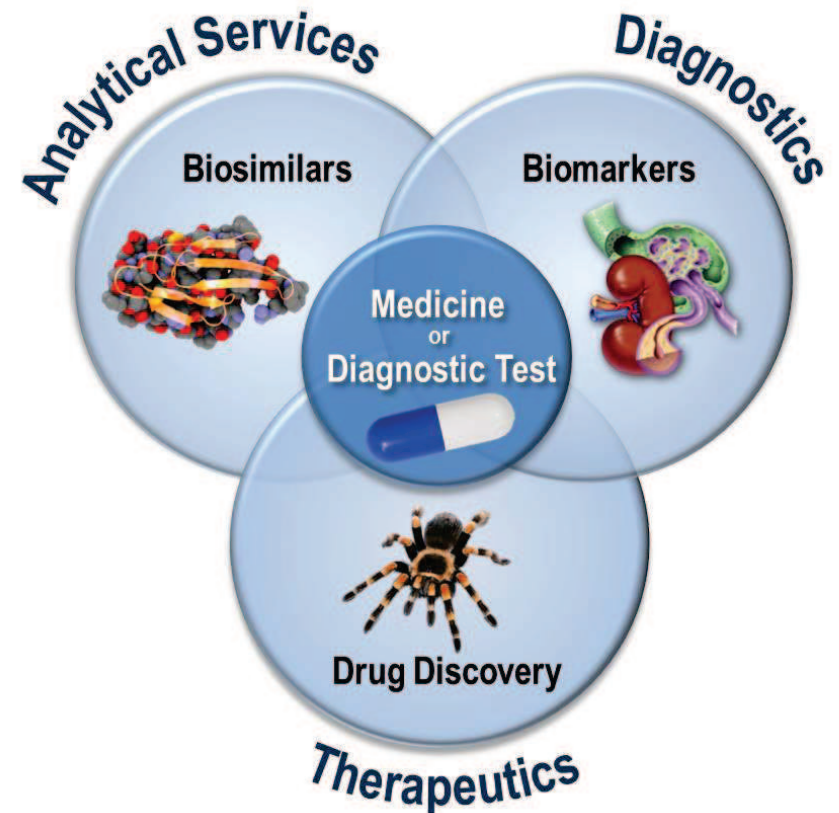 Analytical Services
Diagnostics
Biosimilars
Biomarkers
Medicine
or
Diagnostic Test
Drug Discovery
Therapeutics